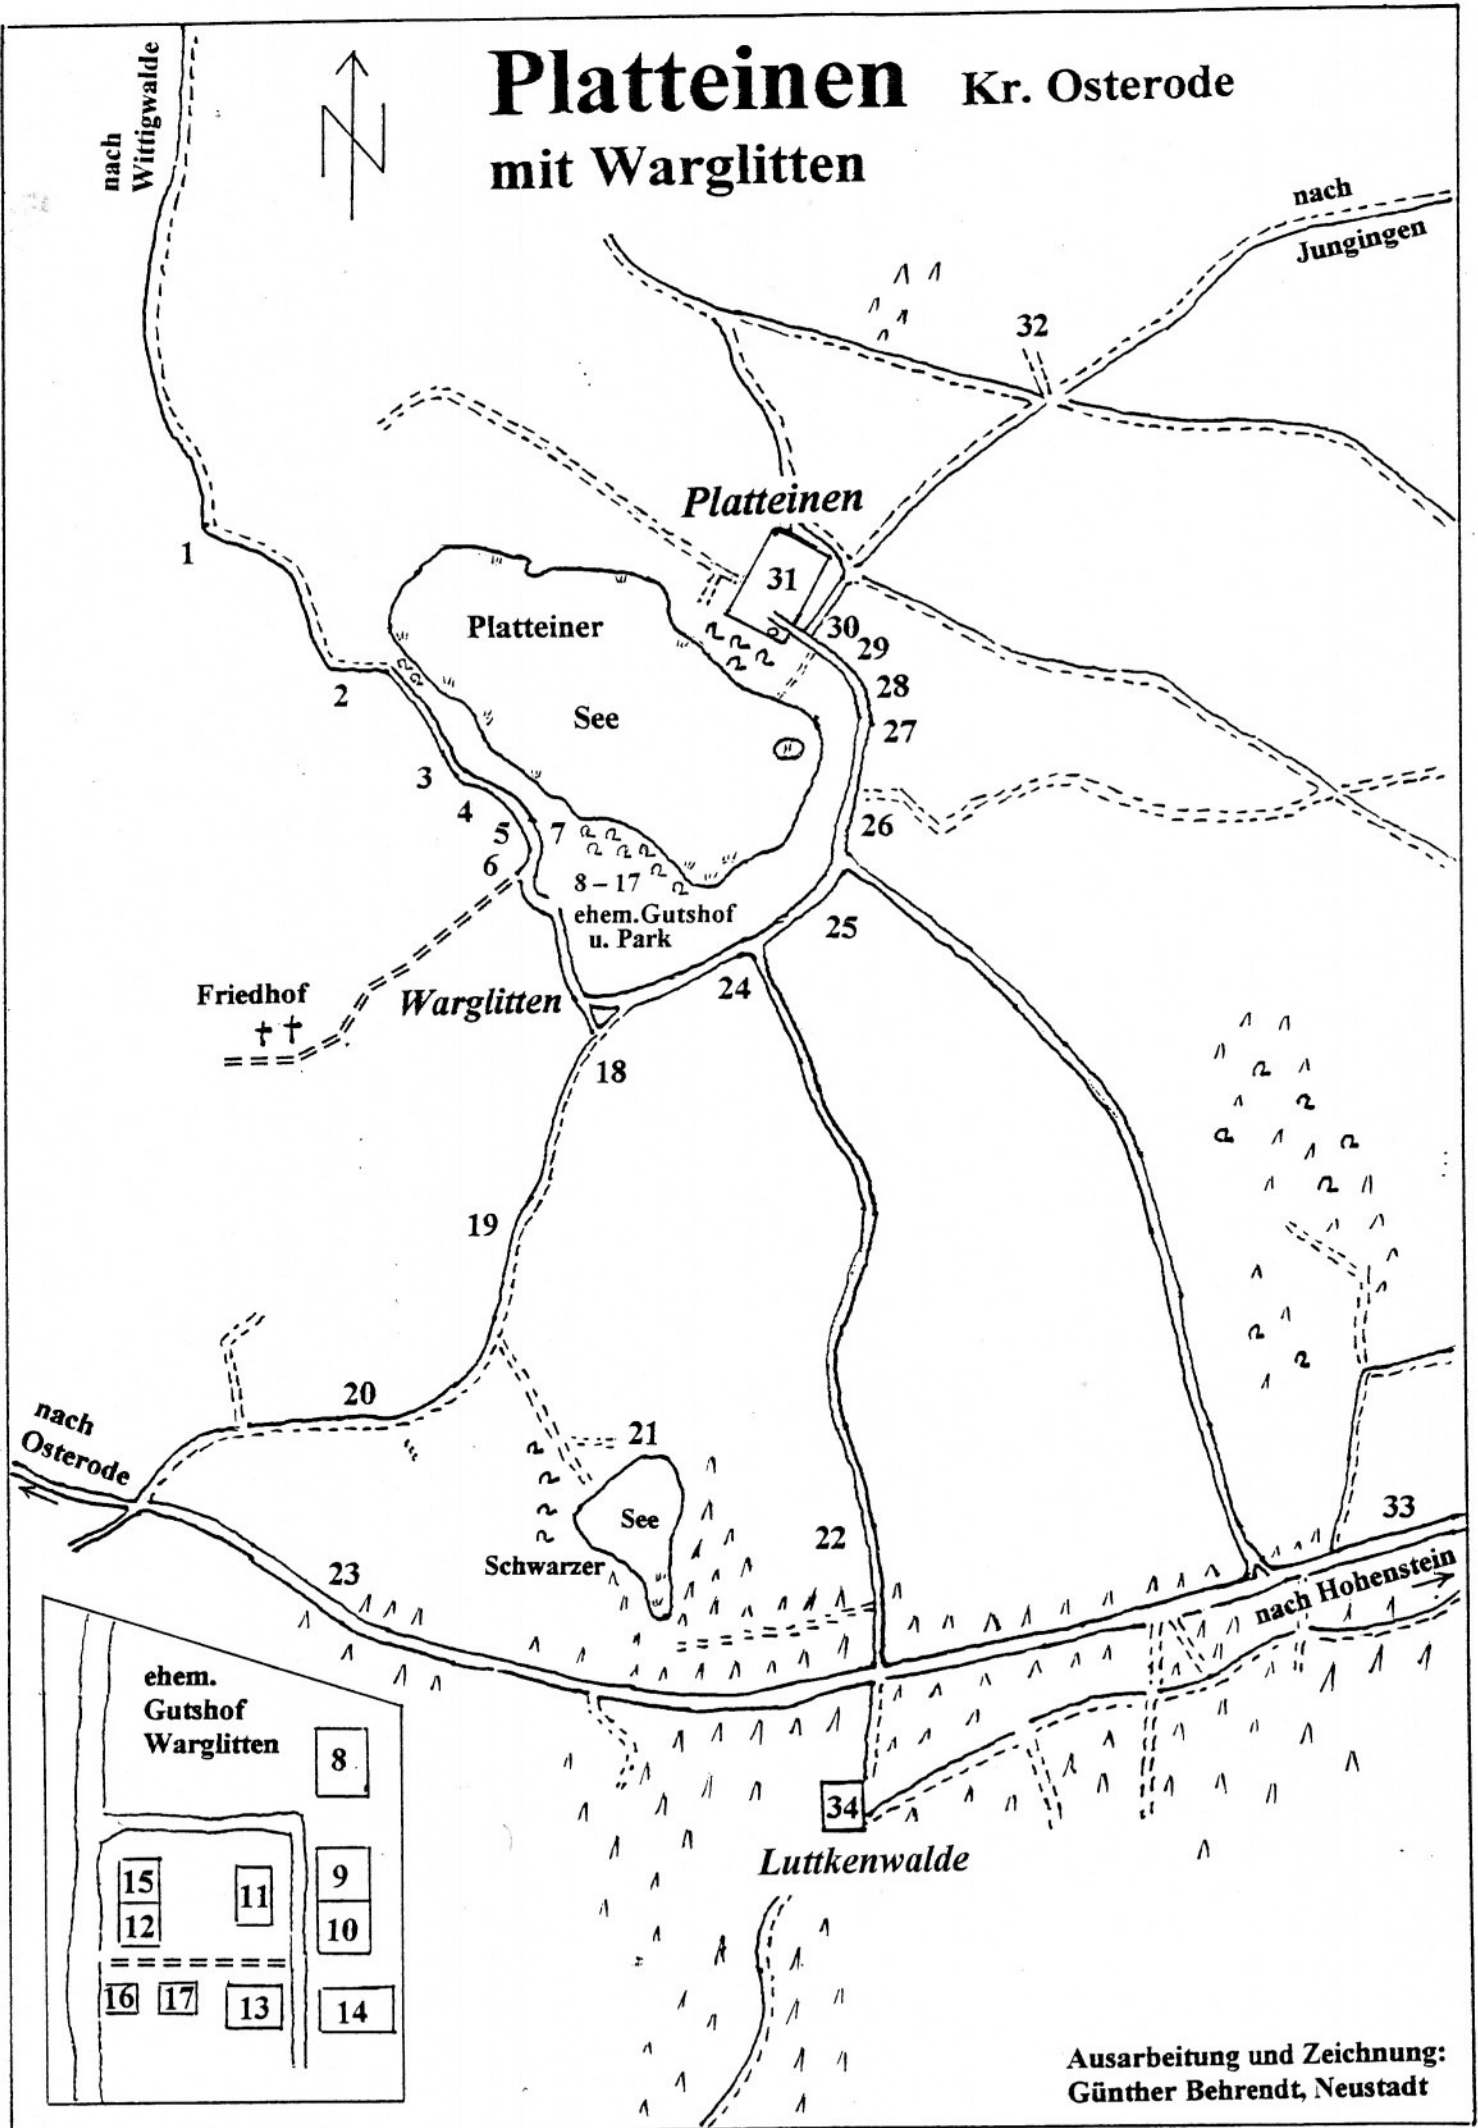 Platteinen Kr. Osterode
mit Warglitten
nach
Wittigwalde
N
nach
Jungingen
32
Platteinen
1
31
Platteiner
30
29
2
28
See
27
3
4
5
7
26
6
8 – 17
ehem. Gutshof
u. Park
25
24
Friedhof
Warglitten
18
19
20
nach
Osterode
21
See
33
22
Schwarzer
23
nach Hohenstein
34
Luttkenwalde
ehem.
Gutshof
Warglitten
8
15
11
9
12
10
16
17
13
14
Ausarbeitung und Zeichnung:
Günther Behrendt, Neustadt